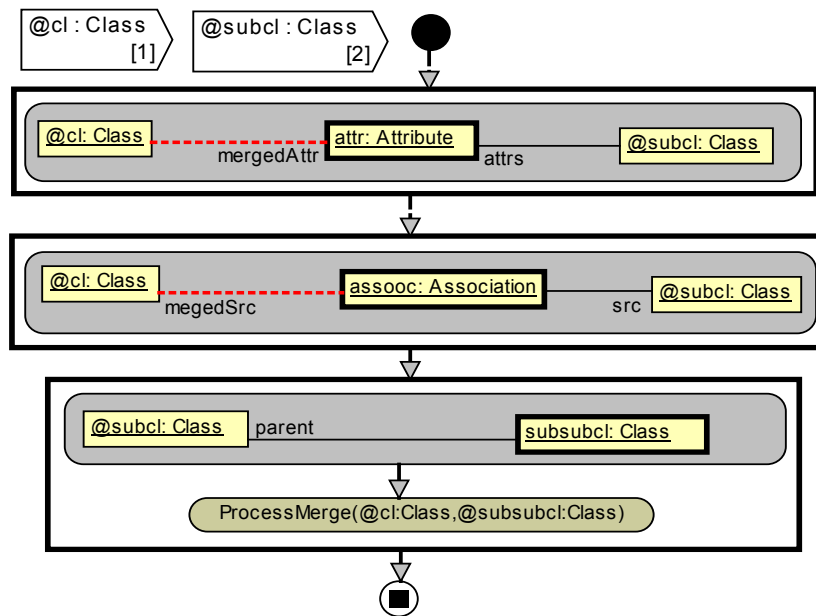 @cl : Class
[1]
@subcl : Class
[2]
@cl: Class
mergedAttr
attr: Attribute
attrs
@subcl: Class
@cl: Class
megedSrc
assooc: Association
src
@subcl: Class
@subcl: Class
parent
subsubcl: Class
ProcessMerge(@cl:Class,@subsubcl:Class)